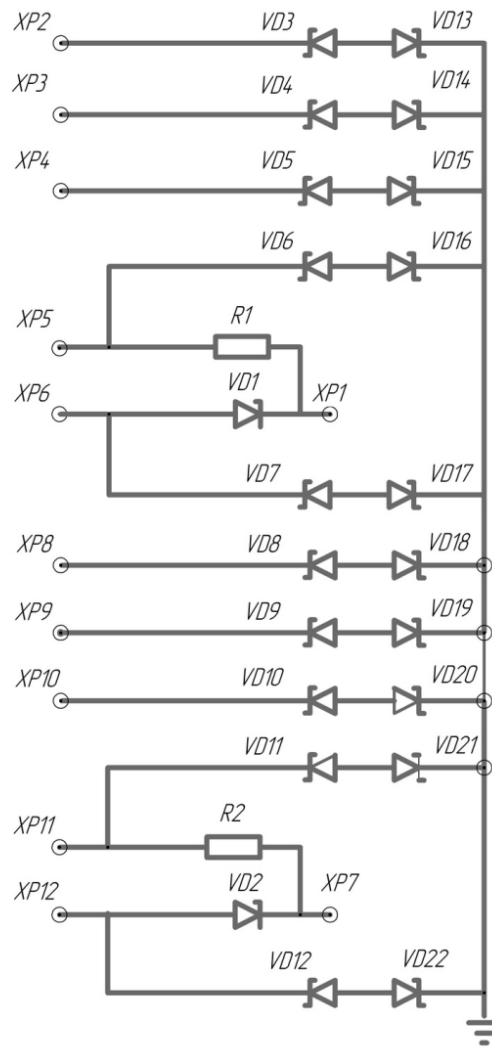 XP2 VD3 VD13
XP3 VD4 VD14
XP4 VD5 VD15
VD6 VD16
XP5 R1
XP6 VD1 XP1
VD7 VD17
XP8 VD8 VD18
XP9 VD9 VD19
XP10 VD10 VD20
VD11 VD21
XP11 R2
XP12 VD2 XP7
VD12 VD22